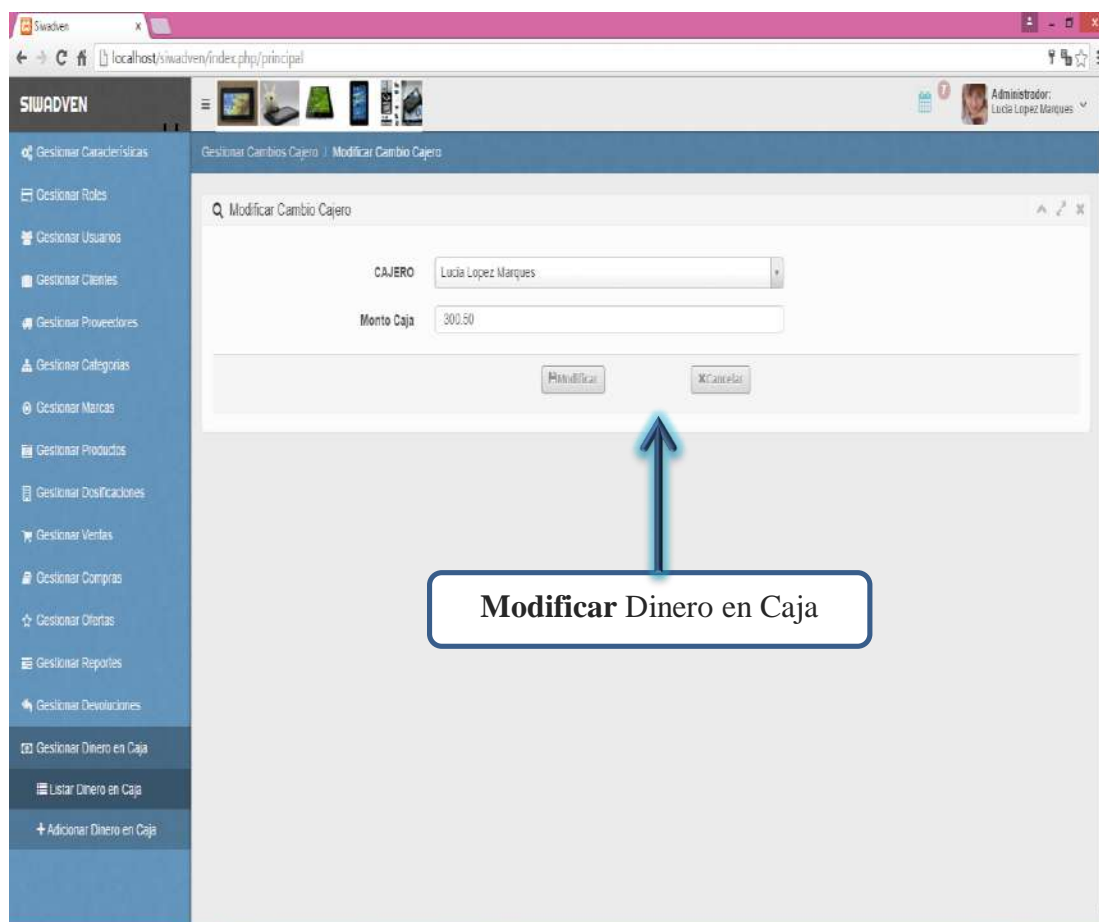 Siwadven
localhost/siwadven/index.php/principal
SIWADVEN
Administrador:
Lucia Lopez Marques
Gestionar Características
Gestionar Cambios Cajero / Modificar Cambio Cajero
Gestionar Roles
Gestionar Usuarios
Gestionar Clientes
Gestionar Proveedores
Gestionar Categorias
Gestionar Marcas
Gestionar Productos
Gestionar Dosificaciones
Gestionar Ventas
Gestionar Compras
Gestionar Ofertas
Gestionar Reportes
Gestionar Devoluciones
Gestionar Dinero en Caja
Listar Dinero en Caja
Adicionar Dinero en Caja
Modificar Cambio Cajero
CAJERO Lucia Lopez Marques
Monto Caja 300.50
Modificar Cancelar
Modificar Dinero en Caja